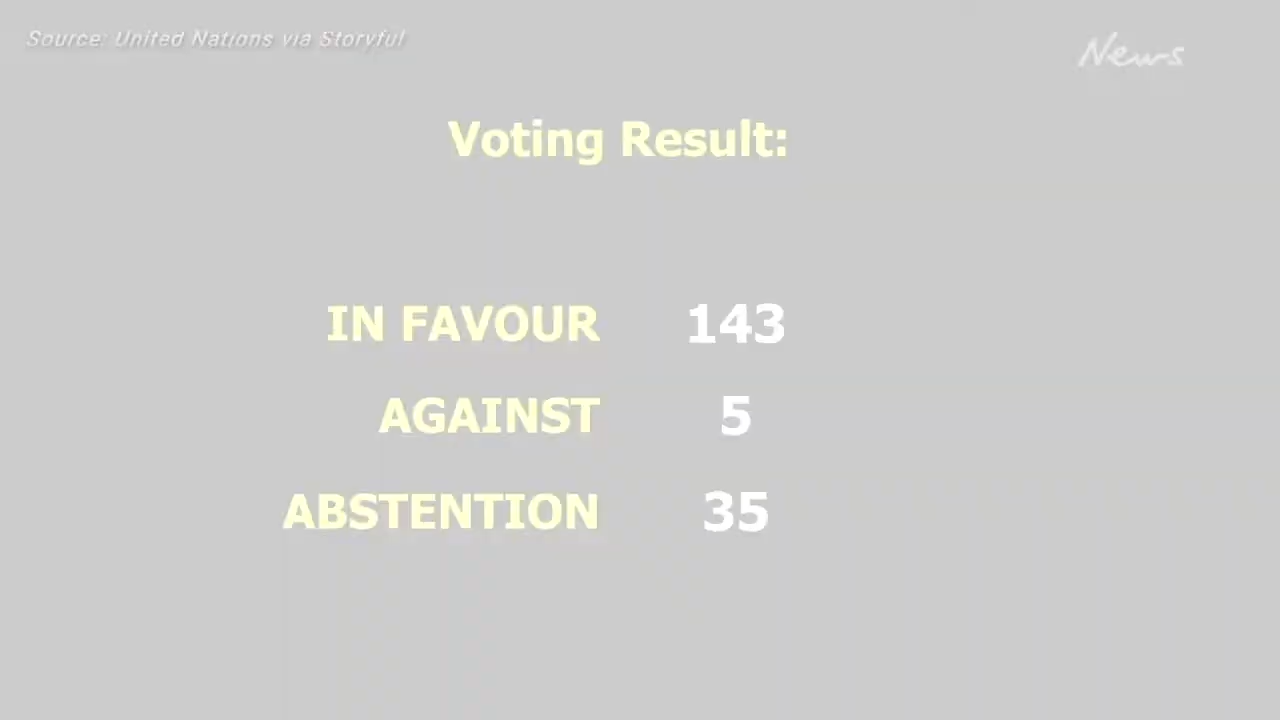 Source: United Nations via Storyful
News
Voting Result:
IN FAVOUR 143
AGAINST 5
ABSTENTION 35